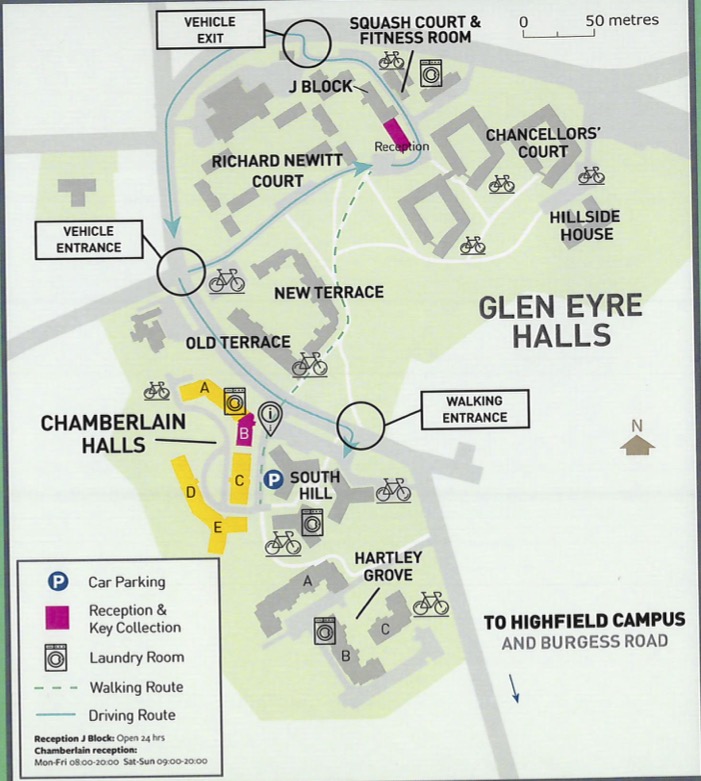 VEHICLE
EXIT
SQUASH COURT &
FITNESS ROOM
0 50 metres
J BLOCK
Reception
CHANCELLORS'
COURT
RICHARD NEWITT
COURT
HILLSIDE
HOUSE
VEHICLE
ENTRANCE
NEW TERRACE
GLEN EYRE
HALLS
OLD TERRACE
A
WALKING
ENTRANCE
CHAMBERLAIN
HALLS
i
B
N
P
SOUTH
HILL
C
D
E
HARTLEY
GROVE
A
C
B
TO HIGHFIELD CAMPUS
AND BURGESS ROAD
P Car Parking
Reception &
Key Collection
Laundry Room
Walking Route
Driving Route
Reception J Block: Open 24 hrs
Chamberlain reception:
Mon-Fri 08:00-20:00 Sat-Sun 09:00-20:00